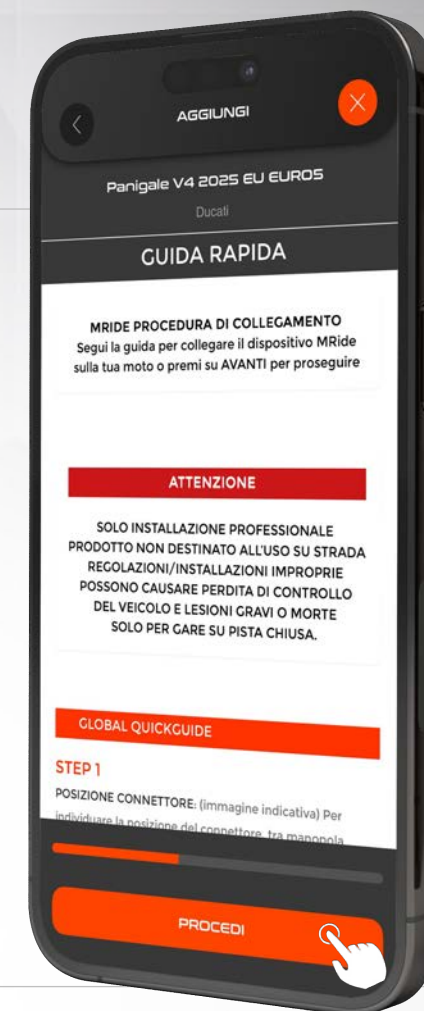 AGGIUNGI
Panigale V4 2025 EU EURO5
Ducati
GUIDA RAPIDA
MRIDE PROCEDURA DI COLLEGAMENTO
Segui la guida per collegare il dispositivo MRide
sulla tua moto o premi su AVANTI per proseguire
ATTENZIONE
SOLO INSTALLAZIONE PROFESSIONALE
PRODOTTO NON DESTINATO ALL'USO SU STRADA
REGOLAZIONI/INSTALLAZIONI IMPROPRIE
POSSONO CAUSARE PERDITA DI CONTROLLO
DEL VEICOLO E LESIONI GRAVI O MORTE
SOLO PER GARE SU PISTA CHIUSA.
GLOBAL QUICKGUIDE
STEP 1
POSIZIONE CONNETTORE: (immagine indicativa) Per
individuare la posizione del connettore, tra manopola
PROCEDI